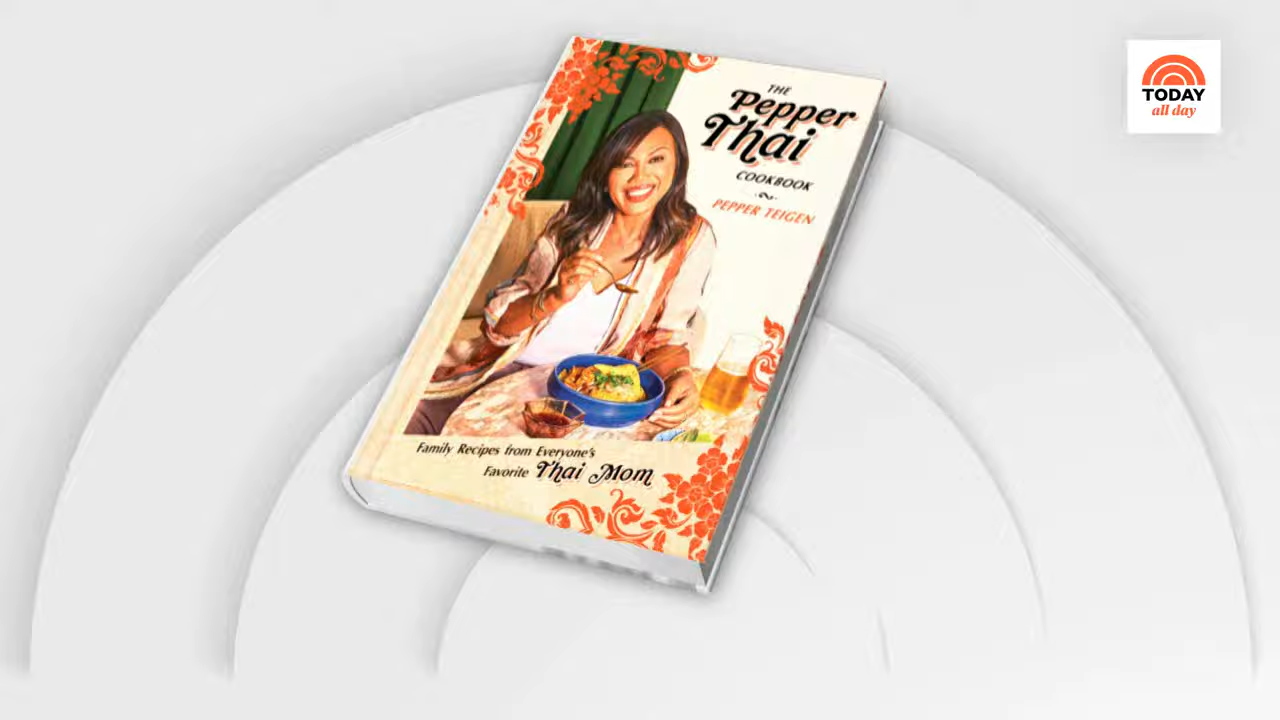 THE
Pepper
Thai
COOKBOOK
PEPPER TEIGEN
Family Recipes from Everyone's
Favorite Thai Mom
TODAY
all day